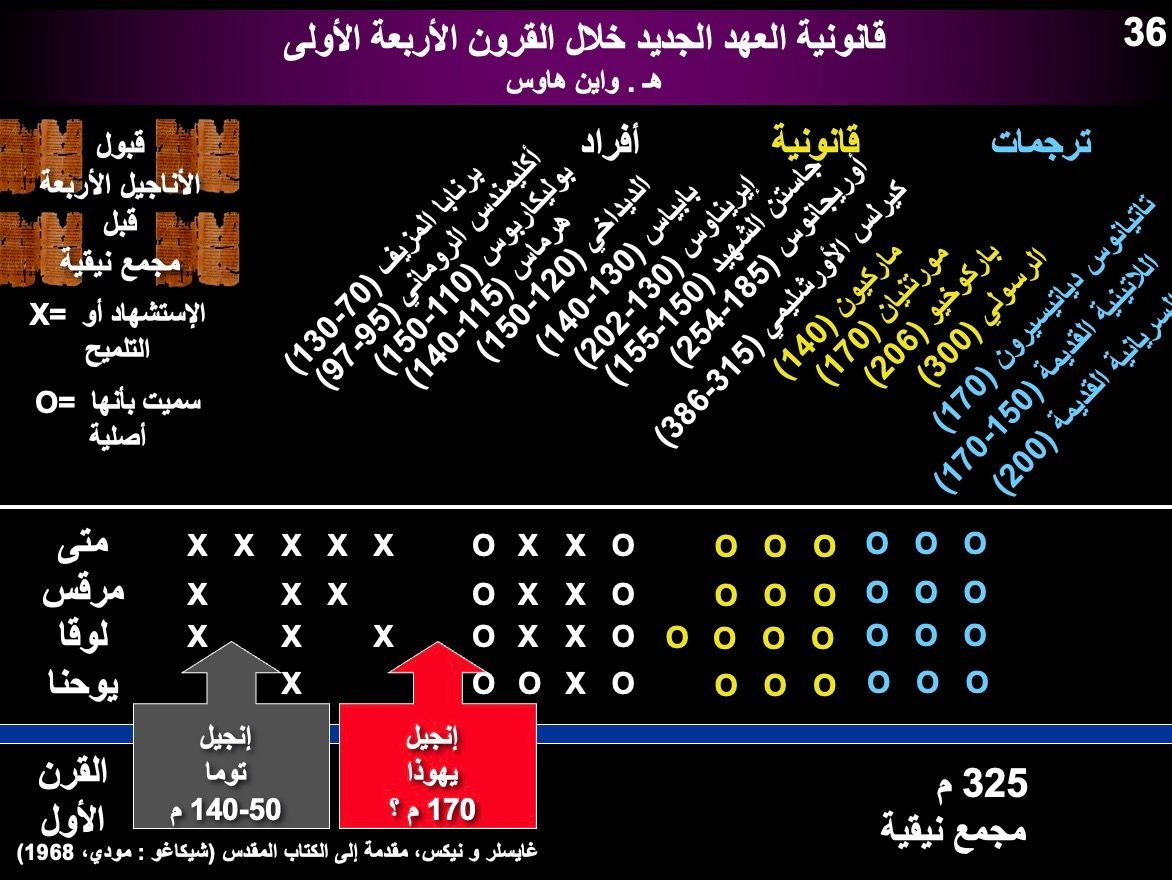 36
قانونية العهد الجديد خلال القرون الأربعة الأولى
هـ . واين هاوس
قبول
الأناجيل الأربعة
قبل
مجمع نيقية
X= الإستشهاد أو
التلميح
O= سميت بأنها
أصلية
أفراد
قانونية
ترجمات
برنابا المزيف (70-130)
أكليمندس الروماني (95-97)
بوليكاربوس (110-150)
هرماس (115-140)
الديداخي (120-150)
بابياس (130-140)
إيريناوس (130-202)
جاستن الشهيد (150-155)
أوريجانوس (185-254)
كيرلس الأورشليمي (315-386)
ماركيون (140)
مورتتيان (170)
باركوخيو (206)
الرسولي (300)
تاتيانوس دياتيسيرون (170)
اللاتينية القديمة (150-170)
السريانية القديمة (200)
متى X X X X X O X X O O O O O O O
مرقس X X X O X X O O O O O O O
لوقا X X X O X X O O O O O O O O
يوحنا X O O X O O O O O O O
إنجيل
توما
50-140 م
إنجيل
يهوذا
170 م ؟
القرن
الأول
325 م
مجمع نيقية
غايسلر و نيكس، مقدمة إلى الكتاب المقدس (شيكاغو : مودي، 1968)